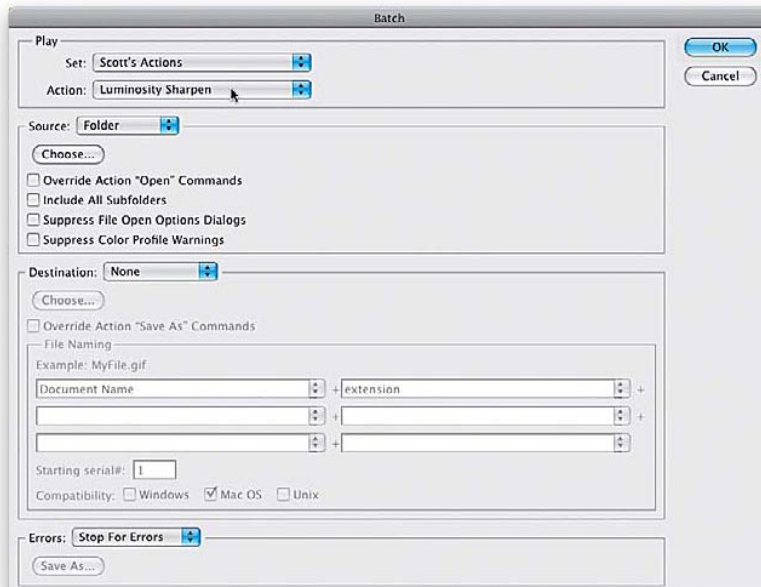 Batch
Play
Set: Scott's Actions
Action: Luminosity Sharpen
OK
Cancel
Source: Folder
Choose...
Override Action "Open" Commands
Include All Subfolders
Suppress File Open Options Dialogs
Suppress Color Profile Warnings
Destination: None
Choose...
Override Action "Save As" Commands
File Naming
Example: MyFile.gif
Document Name + extension +
+ +
+
Starting serial#: 1
Compatibility: Windows Mac OS Unix
Errors: Stop For Errors
Save As...